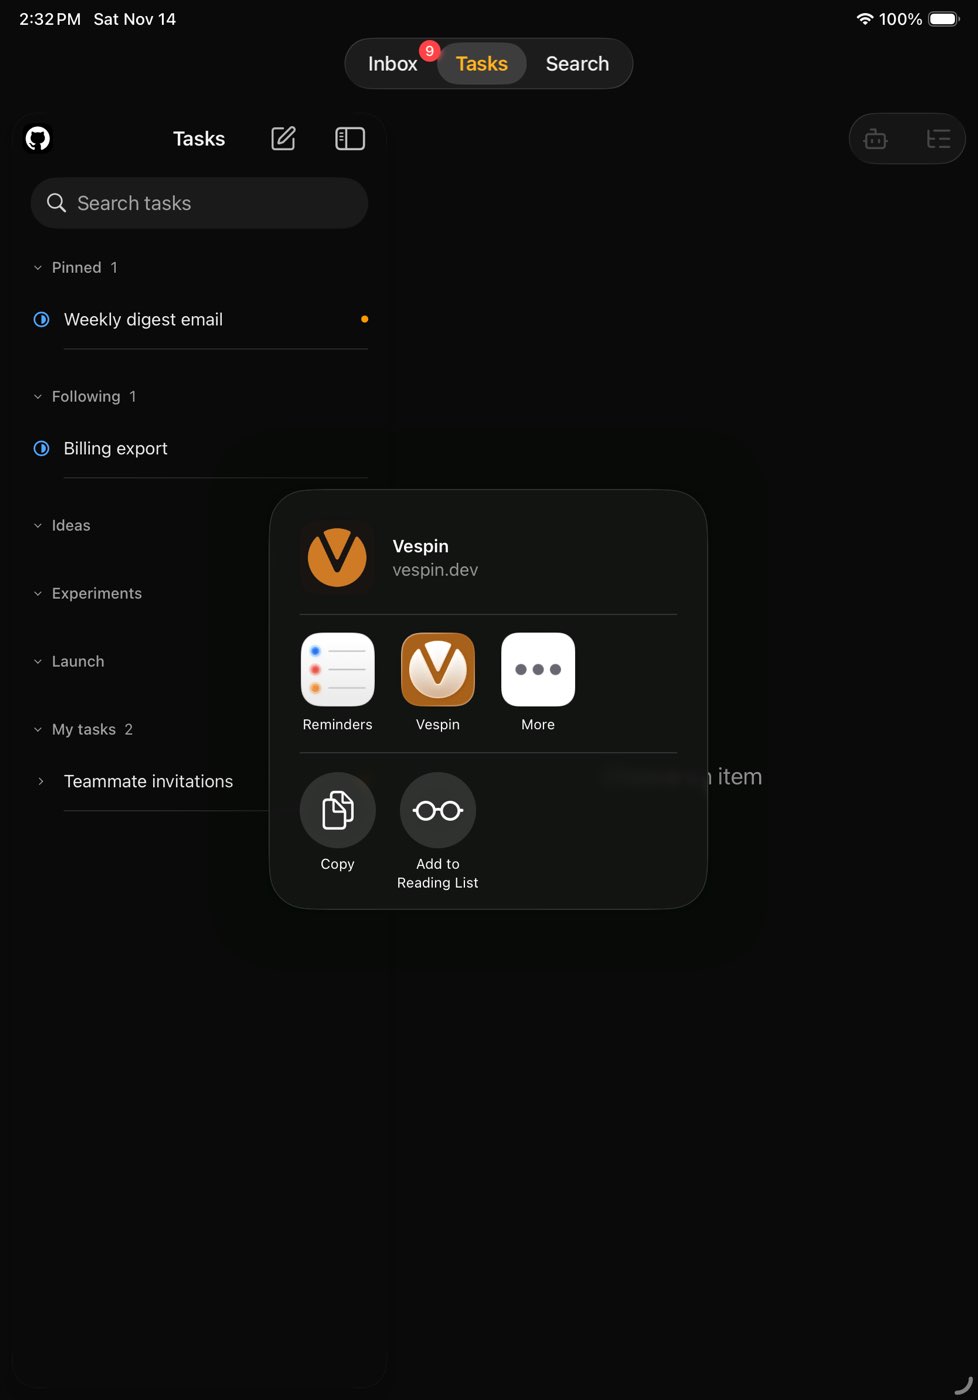 2:32 PM Sat Nov 14
100%
Inbox 9 Tasks Search
Tasks
Search tasks
Pinned 1
Weekly digest email
Following 1
Billing export
Ideas
Experiments
Launch
My tasks 2
Teammate invitations
Vespin
vespin.dev
Reminders Vespin More
item
Copy
Add to
Reading List